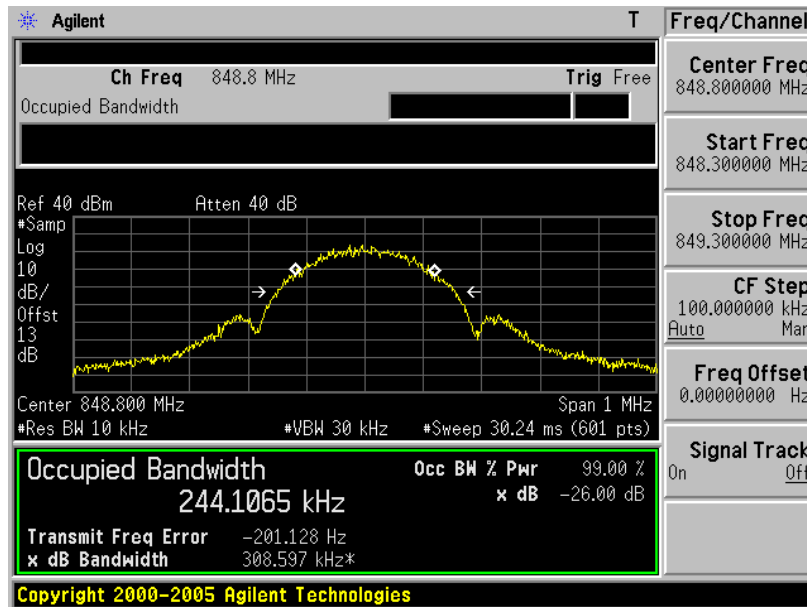 Agilent T
Freq/Channel
Ch Freq 848.8 MHz Trig Free
Occupied Bandwidth
Center Freq
848.800000 MHz
Start Freq
848.300000 MHz
Stop Freq
849.300000 MHz
CF Step
100.000000 kHz
Auto Man
Freq Offset
0.00000000 Hz
Signal Track
On Off
Ref 40 dBm Atten 40 dB
#Samp
Log
10
dB/
Offst
13
dB
Center 848.800 MHz Span 1 MHz
#Res BW 10 kHz #VBW 30 kHz #Sweep 30.24 ms (601 pts)
Occupied Bandwidth Occ BW % Pwr 99.00 %
244.1065 kHz x dB -26.00 dB
Transmit Freq Error -201.128 Hz
x dB Bandwidth 308.597 kHz*
Copyright 2000-2005 Agilent Technologies